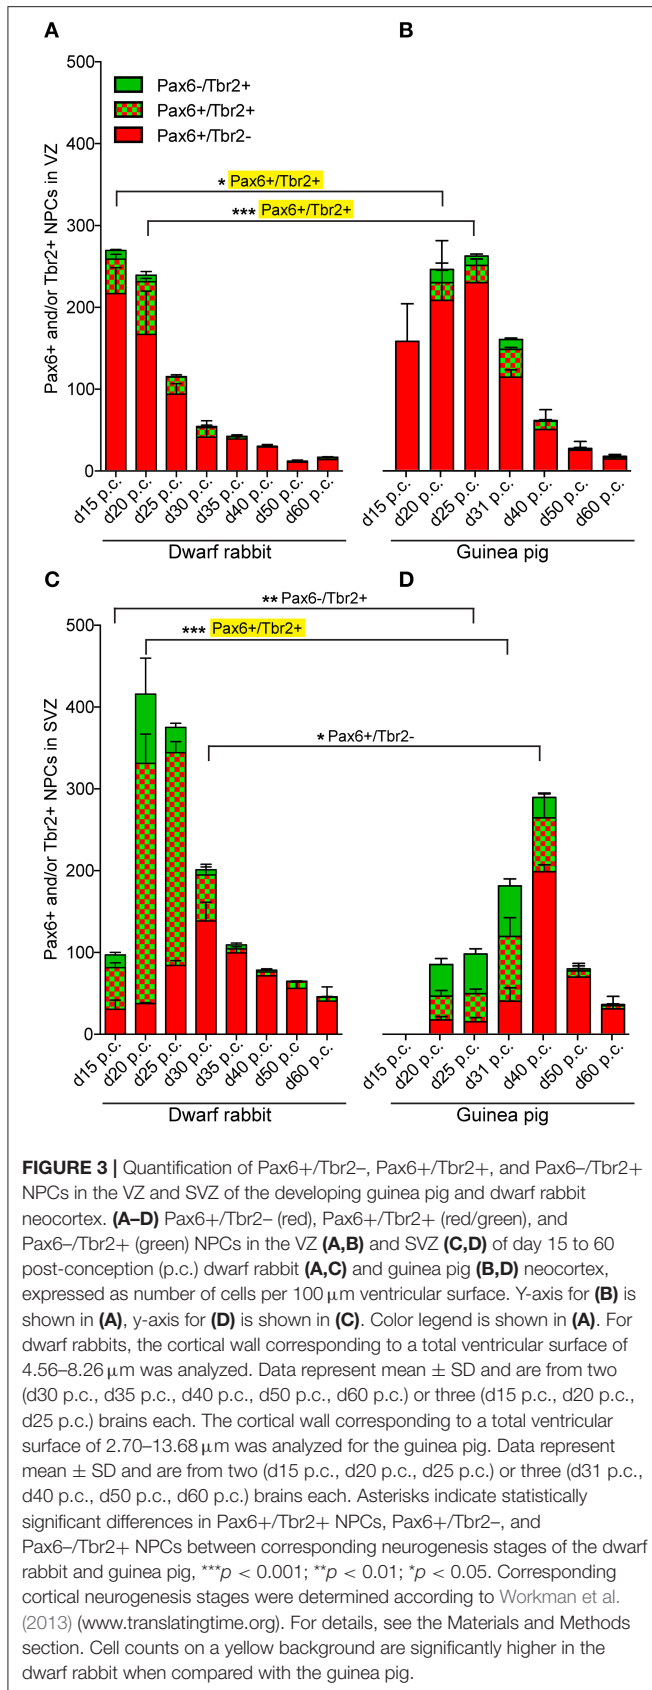 A
B
500
400
300
200
100
0
Pax6+ and/or Tbr2+ NPCs in VZ
Pax6-/Tbr2+
Pax6+/Tbr2+
Pax6+/Tbr2-
* Pax6+/Tbr2+
*** Pax6+/Tbr2+
d15 p.c.
d20 p.c.
d25 p.c.
d30 p.c.
d35 p.c.
d40 p.c.
d50 p.c.
d60 p.c.
Dwarf rabbit
d15 p.c.
d20 p.c.
d25 p.c.
d31 p.c.
d40 p.c.
d50 p.c.
d60 p.c.
Guinea pig
C
D
500
400
300
200
100
0
Pax6+ and/or Tbr2+ NPCs in SVZ
** Pax6-/Tbr2+
*** Pax6+/Tbr2+
* Pax6+/Tbr2-
d15 p.c.
d20 p.c.
d25 p.c.
d30 p.c.
d35 p.c.
d40 p.c.
d50 p.c
d60 p.c.
Dwarf rabbit
d15 p.c.
d20 p.c.
d25 p.c.
d31 p.c.
d40 p.c.
d50 p.c.
d60 p.c.
Guinea pig
FIGURE 3 | Quantification of Pax6+/Tbr2–, Pax6+/Tbr2+, and Pax6–/Tbr2+
NPCs in the VZ and SVZ of the developing guinea pig and dwarf rabbit
neocortex. (A–D) Pax6+/Tbr2– (red), Pax6+/Tbr2+ (red/green), and
Pax6–/Tbr2+ (green) NPCs in the VZ (A,B) and SVZ (C,D) of day 15 to 60
post-conception (p.c.) dwarf rabbit (A,C) and guinea pig (B,D) neocortex,
expressed as number of cells per 100 μm ventricular surface. Y-axis for (B) is
shown in (A), y-axis for (D) is shown in (C). Color legend is shown in (A). For
dwarf rabbits, the cortical wall corresponding to a total ventricular surface of
4.56–8.26 μm was analyzed. Data represent mean ± SD and are from two
(d30 p.c., d35 p.c., d40 p.c., d50 p.c., d60 p.c.) or three (d15 p.c., d20 p.c.,
d25 p.c.) brains each. The cortical wall corresponding to a total ventricular
surface of 2.70–13.68 μm was analyzed for the guinea pig. Data represent
mean ± SD and are from two (d15 p.c., d20 p.c., d25 p.c.) or three (d31 p.c.,
d40 p.c., d50 p.c., d60 p.c.) brains each. Asterisks indicate statistically
significant differences in Pax6+/Tbr2+ NPCs, Pax6+/Tbr2–, and
Pax6–/Tbr2+ NPCs between corresponding neurogenesis stages of the dwarf
rabbit and guinea pig, ***p < 0.001; **p < 0.01; *p < 0.05. Corresponding
cortical neurogenesis stages were determined according to Workman et al.
(2013) (www.translatingtime.org). For details, see the Materials and Methods
section. Cell counts on a yellow background are significantly higher in the
dwarf rabbit when compared with the guinea pig.